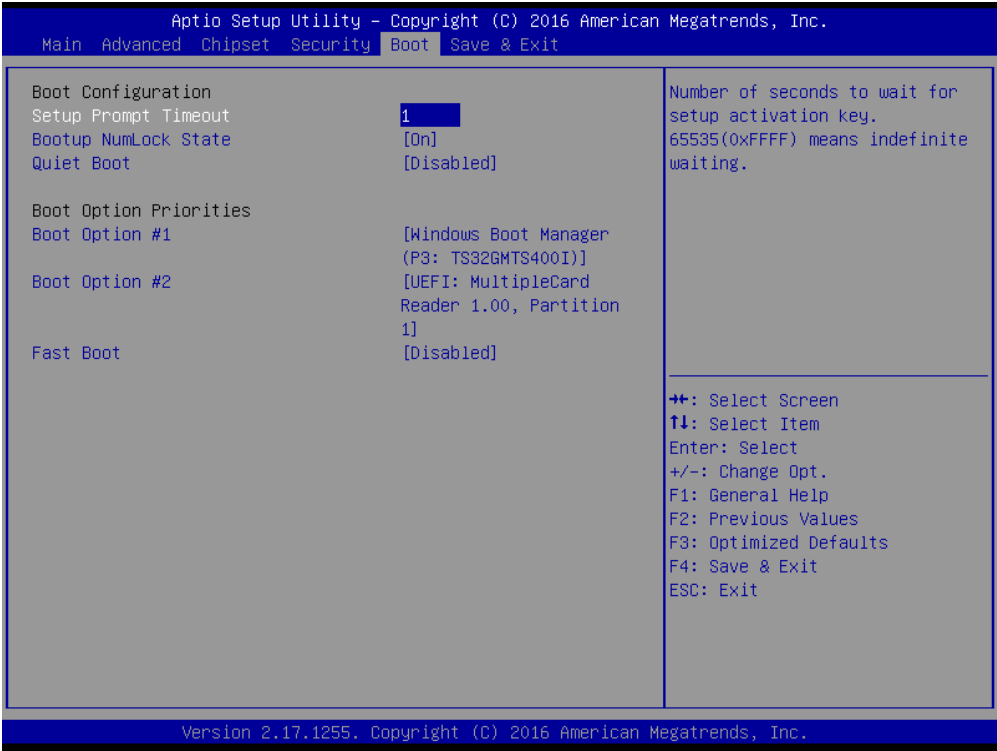 Aptio Setup Utility – Copyright (C) 2016 American Megatrends, Inc.
Main Advanced Chipset Security Boot Save & Exit
Boot Configuration
Setup Prompt Timeout 1
Bootup NumLock State [On]
Quiet Boot [Disabled]
Boot Option Priorities
Boot Option #1 [Windows Boot Manager
(P3: TS32GMTS400I)]
Boot Option #2 [UEFI: MultipleCard
Reader 1.00, Partition
1]
Fast Boot [Disabled]
Number of seconds to wait for
setup activation key.
65535(0xFFFF) means indefinite
waiting.
→←: Select Screen
↑↓: Select Item
Enter: Select
+/-: Change Opt.
F1: General Help
F2: Previous Values
F3: Optimized Defaults
F4: Save & Exit
ESC: Exit
Version 2.17.1255. Copyright (C) 2016 American Megatrends, Inc.